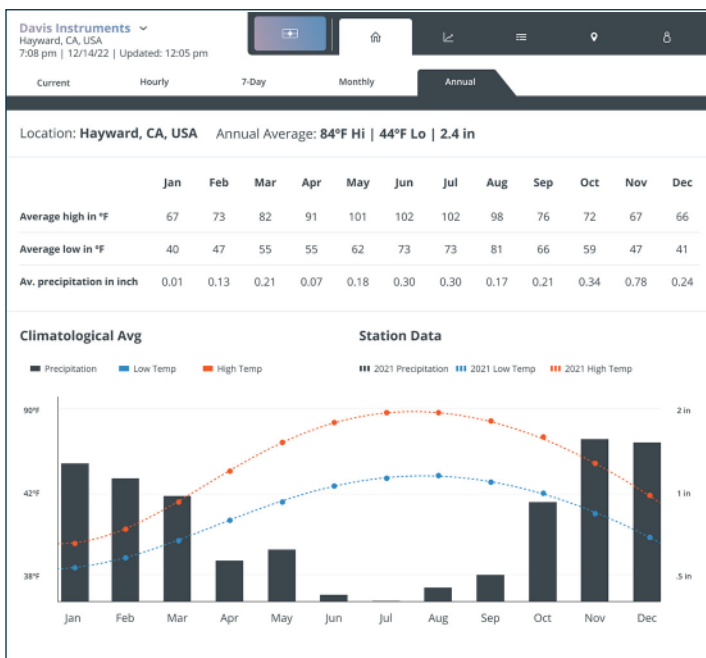 Davis Instruments
Hayward, CA, USA
7:08 pm | 12/14/22 | Updated: 12:05 pm
Current Hourly 7-Day Monthly Annual
Location: Hayward, CA, USA Annual Average: 84°F Hi | 44°F Lo | 2.4 in
Jan Feb Mar Apr May Jun Jul Aug Sep Oct Nov Dec
Average high in °F 67 73 82 91 101 102 102 98 76 72 67 66
Average low in °F 40 47 55 55 62 73 73 81 66 59 47 41
Av. precipitation in inch 0.01 0.13 0.21 0.07 0.18 0.30 0.30 0.17 0.21 0.34 0.78 0.24
Climatological Avg Station Data
Precipitation Low Temp High Temp 2021 Precipitation 2021 Low Temp 2021 High Temp
90°F 2 in
42°F 1 in
38°F .5 in
Jan Feb Mar Apr May Jun Jul Aug Sep Oct Nov Dec